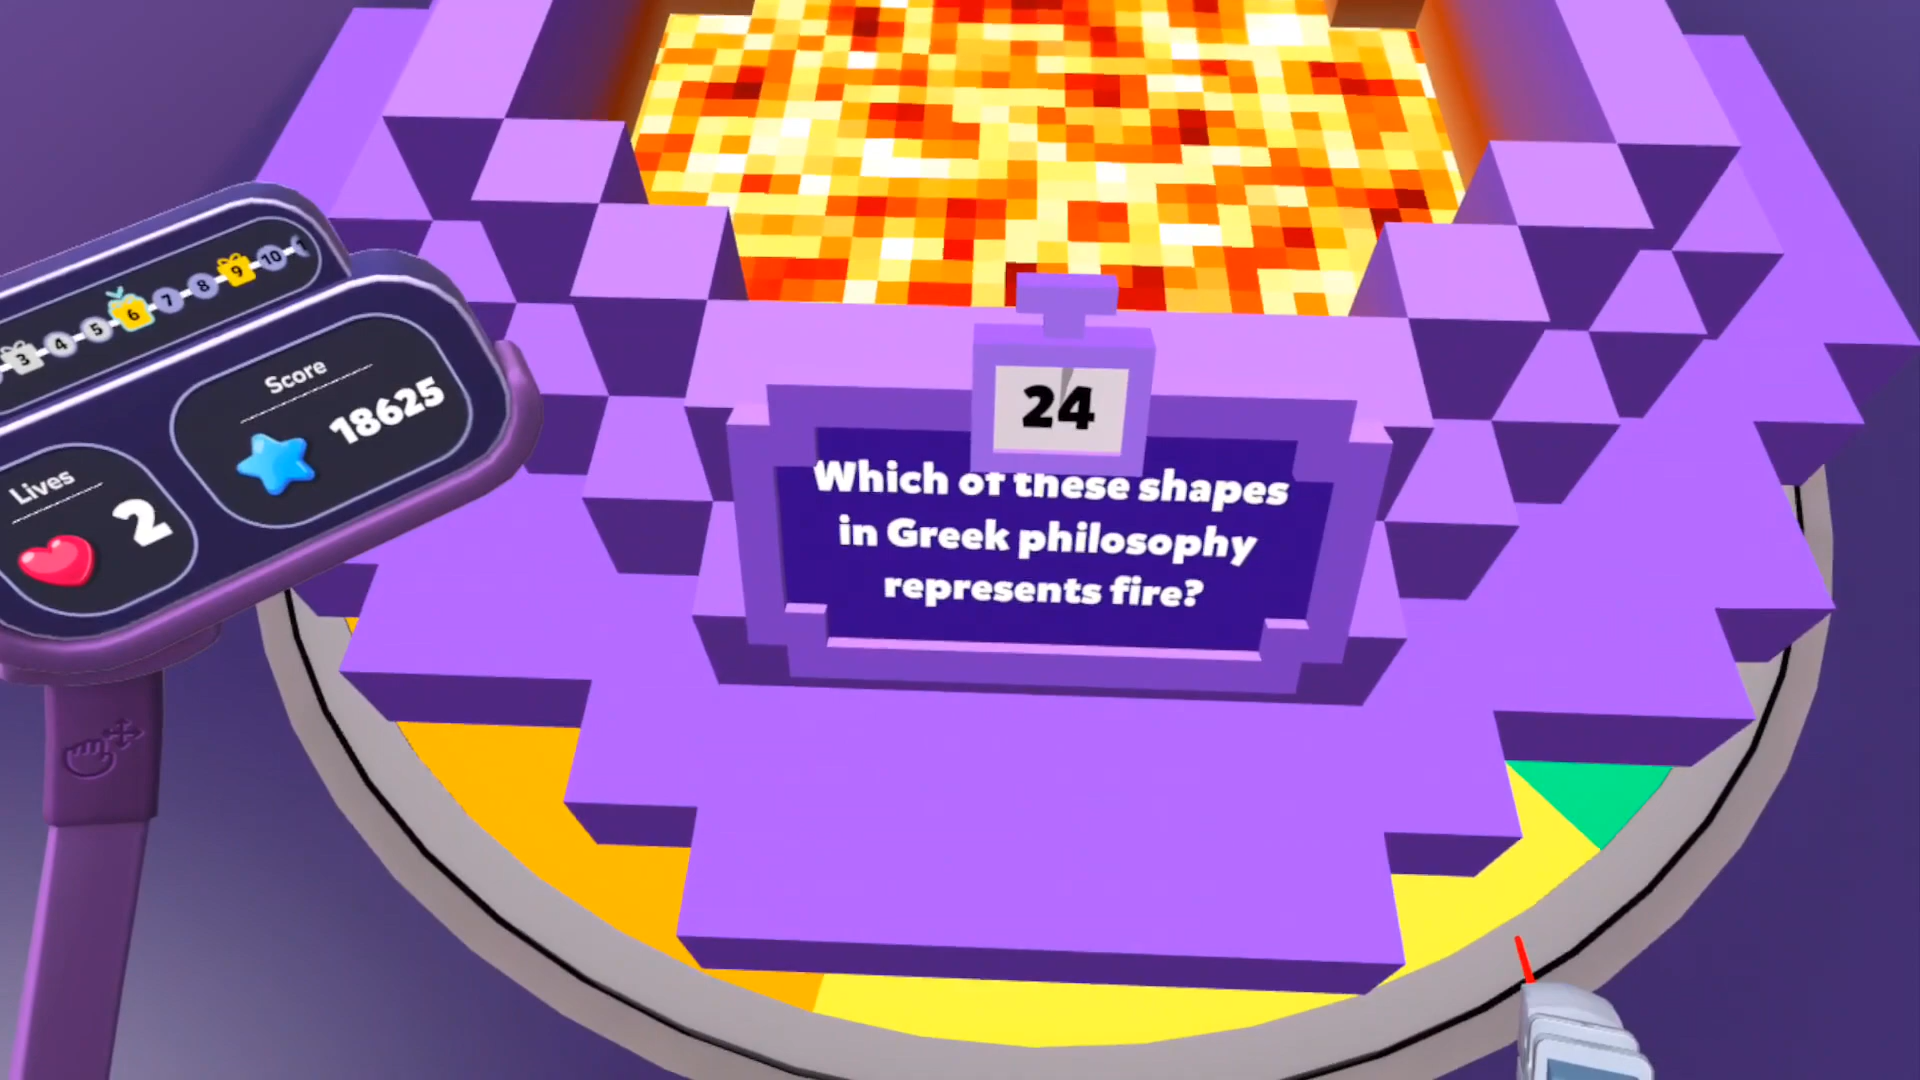 3 4 5 6 7 8 9 10
Score
18625
Lives
2
24
Which of these shapes
in Greek philosophy
represents fire?